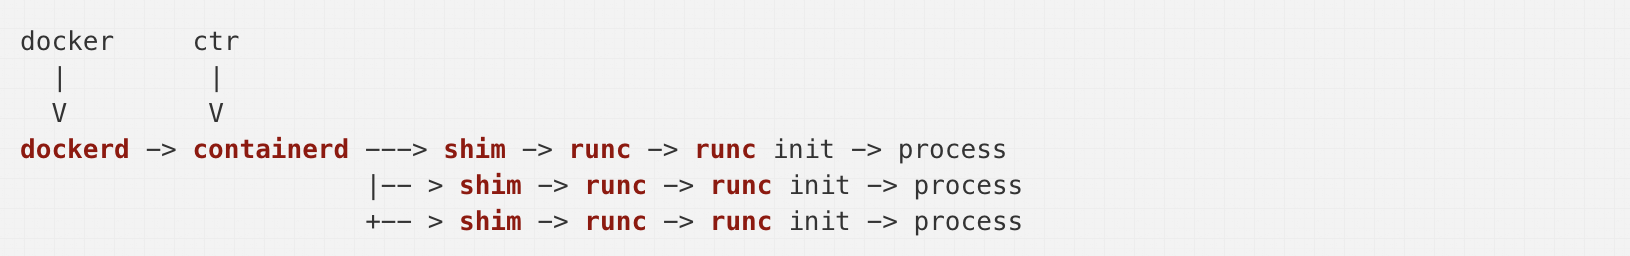 docker     ctr
  |          |
  V          V
dockerd -> containerd ---> shim -> runc -> runc init -> process
                      |-- > shim -> runc -> runc init -> process
                      +-- > shim -> runc -> runc init -> process